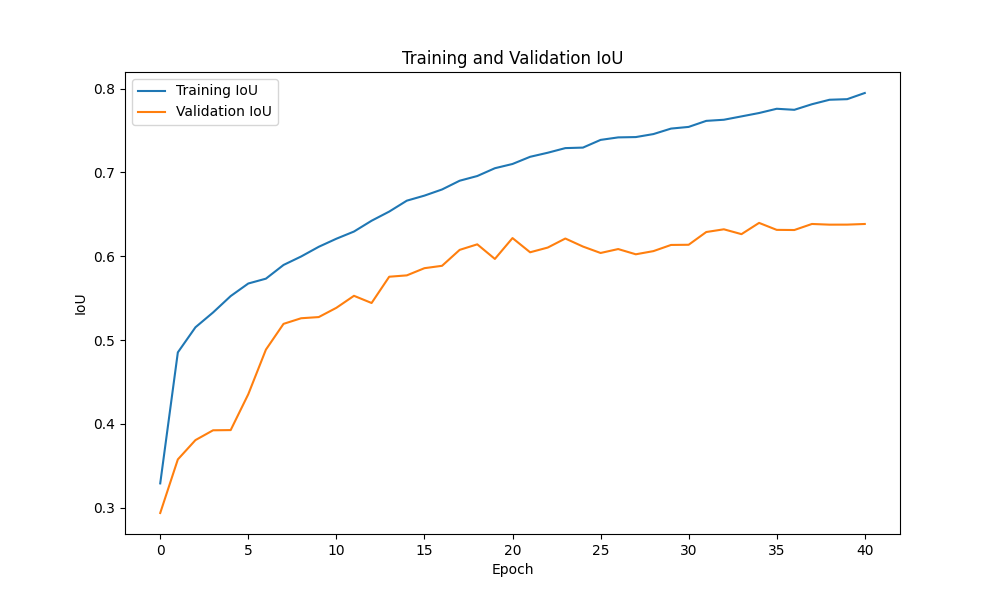 Training and Validation IoU
Training IoU
Validation IoU
0.8
0.7
0.6
0.5
0.4
0.3
IoU
0 5 10 15 20 25 30 35 40
Epoch